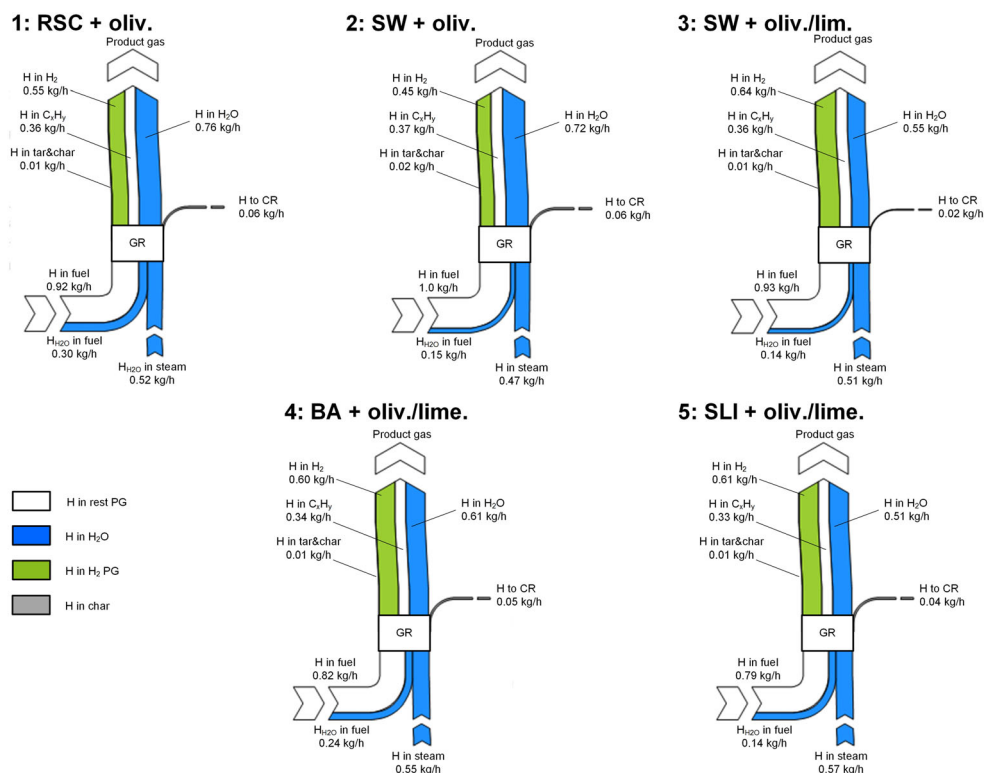 1: RSC + oliv.
Product gas
H in H₂
0.55 kg/h
H in CₓHᵧ
0.36 kg/h
H in tar&char
0.01 kg/h
H in H₂O
0.76 kg/h
H to CR
0.06 kg/h
GR
H in fuel
0.92 kg/h
H_H2O in fuel
0.30 kg/h
H_H2O in steam
0.52 kg/h
2: SW + oliv.
Product gas
H in H₂
0.45 kg/h
H in CₓHᵧ
0.37 kg/h
H in tar&char
0.02 kg/h
H in H₂O
0.72 kg/h
H to CR
0.06 kg/h
GR
H in fuel
1.0 kg/h
H_H2O in fuel
0.15 kg/h
H in steam
0.47 kg/h
3: SW + oliv./lim.
Product gas
H in H₂
0.64 kg/h
H in CₓHᵧ
0.36 kg/h
H in tar&char
0.01 kg/h
H in H₂O
0.55 kg/h
H to CR
0.02 kg/h
GR
H in fuel
0.93 kg/h
H_H2O in fuel
0.14 kg/h
H in steam
0.51 kg/h
4: BA + oliv./lime.
Product gas
H in H₂
0.60 kg/h
H in CₓHᵧ
0.34 kg/h
H in tar&char
0.01 kg/h
H in H₂O
0.61 kg/h
H to CR
0.05 kg/h
GR
H in fuel
0.82 kg/h
H_H2O in fuel
0.24 kg/h
H in steam
0.55 kg/h
5: SLI + oliv./lime.
Product gas
H in H₂
0.61 kg/h
H in CₓHᵧ
0.33 kg/h
H in tar&char
0.01 kg/h
H in H₂O
0.51 kg/h
H to CR
0.04 kg/h
GR
H in fuel
0.79 kg/h
H_H2O in fuel
0.14 kg/h
H in steam
0.57 kg/h
H in rest PG
H in H₂O
H in H₂ PG
H in char